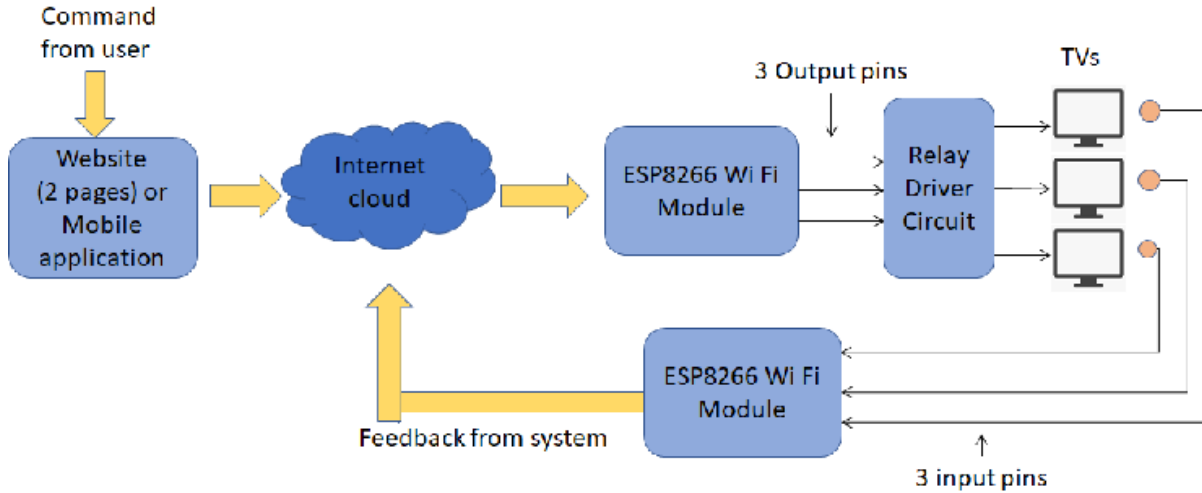 Command
from user
Website
(2 pages) or
Mobile
application
Internet
cloud
ESP8266 Wi Fi
Module
3 Output pins
Relay
Driver
Circuit
TVs
ESP8266 Wi Fi
Module
Feedback from system
3 input pins